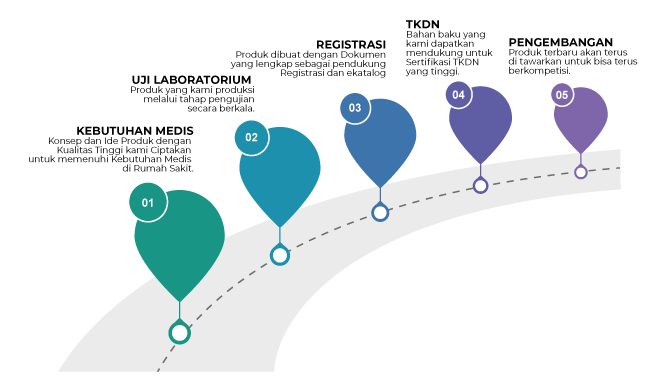 KEBUTUHAN MEDIS
Konsep dan Ide Produk dengan
Kualitas Tinggi kami Ciptakan
untuk memenuhi Kebutuhan Medis
di Rumah Sakit.
01
UJI LABORATORIUM
Produk yang kami produksi
melalui tahap pengujian
secara berkala.
02
REGISTRASI
Produk dibuat dengan Dokumen
yang lengkap sebagai pendukung
Registrasi dan ekatalog
03
TKDN
Bahan baku yang
kami dapatkan
mendukung untuk
Sertifikasi TKDN
yang tinggi.
04
PENGEMBANGAN
Produk terbaru akan terus
di tawarkan untuk bisa terus
berkompetisi.
05